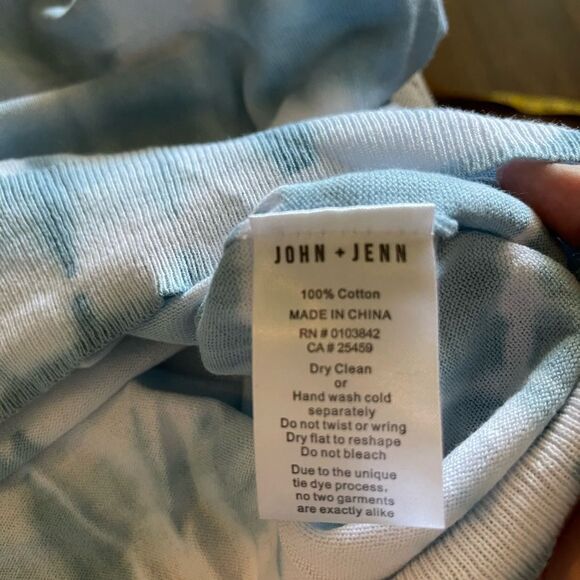 JOHN + JENN
100% Cotton
MADE IN CHINA
RN # 0103842
CA # 25459
Dry Clean
or
Hand wash cold
separately
Do not twist or wring
Dry flat to reshape
Do not bleach
Due to the unique
tie dye process,
no two garments
are exactly alike